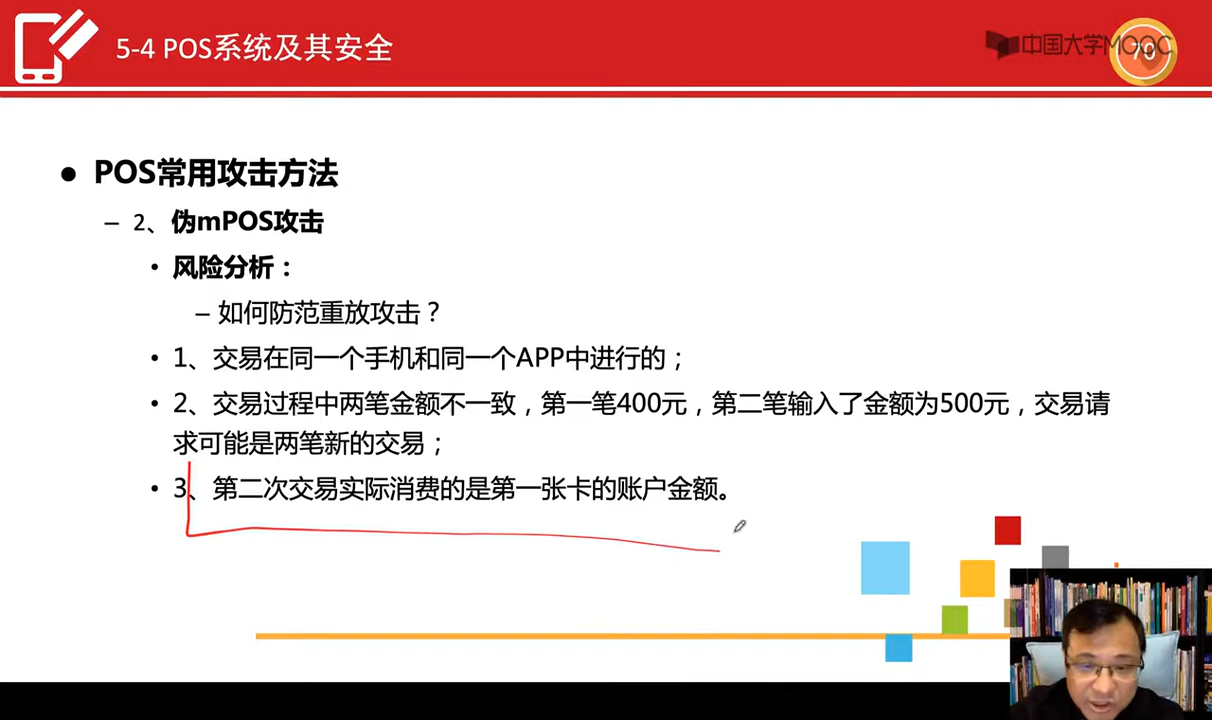 5-4 POS系统及其安全
中国大学MOOC
70
POS常用攻击方法
– 2、伪mPOS攻击
• 风险分析：
– 如何防范重放攻击？
• 1、交易在同一个手机和同一个APP中进行的；
• 2、交易过程中两笔金额不一致，第一笔400元，第二笔输入了金额为500元，交易请
求可能是两笔新的交易；
• 3、第二次交易实际消费的是第一张卡的账户金额。